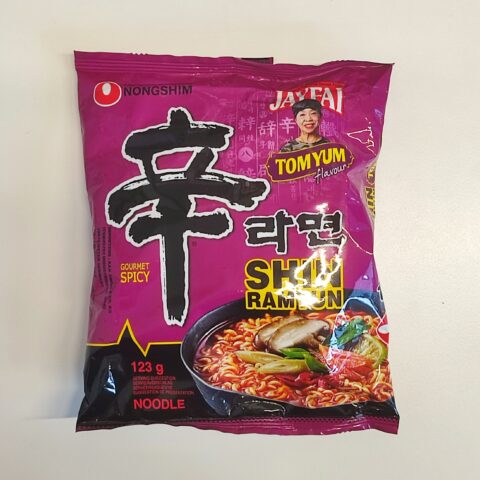 NONGSHIM
JAYFAI
TOM YUM
flavour
辛
라면
GOURMET
SPICY
SHIN
RAMYUN
123 g
NOODLE